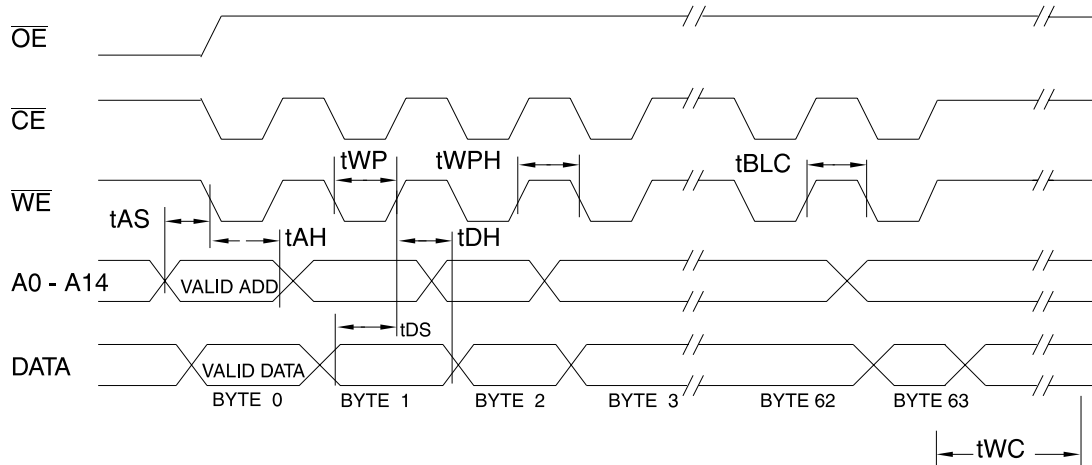 OE
CE
tWP tWPH tBLC
WE
tAS tAH tDH
A0 - A14 VALID ADD
tDS
DATA VALID DATA
BYTE 0 BYTE 1 BYTE 2 BYTE 3 BYTE 62 BYTE 63
tWC